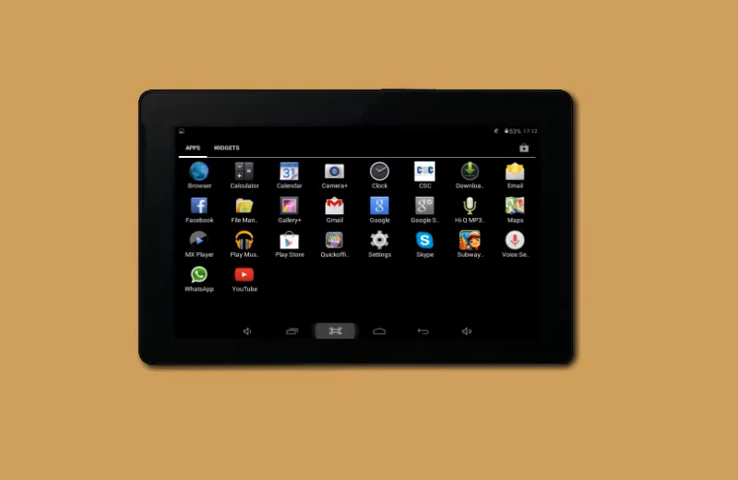 53% 17:12
APPS WIDGETS
Browser Calculator Calendar Camera+ Clock CSC Downloa.. Email
Facebook File Man.. Gallery+ Gmail Google Google S.. Hi-Q MP3.. Maps
MX Player Play Mus.. Play Store Quickoffi.. Settings Skype Subway.. Voice Se..
WhatsApp YouTube